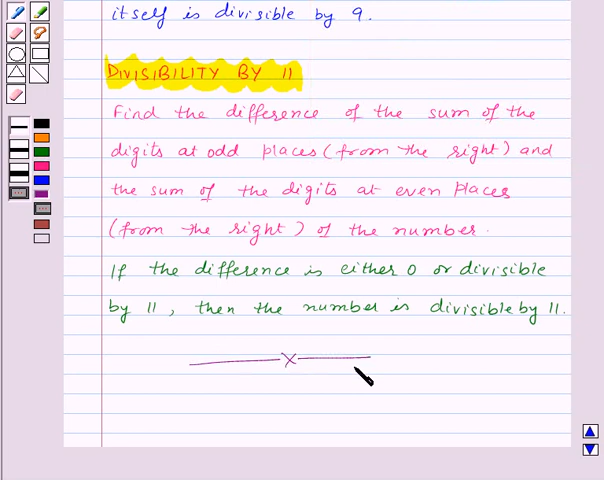 itself is divisible by 9.
DIVISIBILITY BY 11
Find the difference of the sum of the
digits at odd places (from the right) and
the sum of the digits at even places
(from the right) of the number.
If the difference is either 0 or divisible
by 11, then the number is divisible by 11.